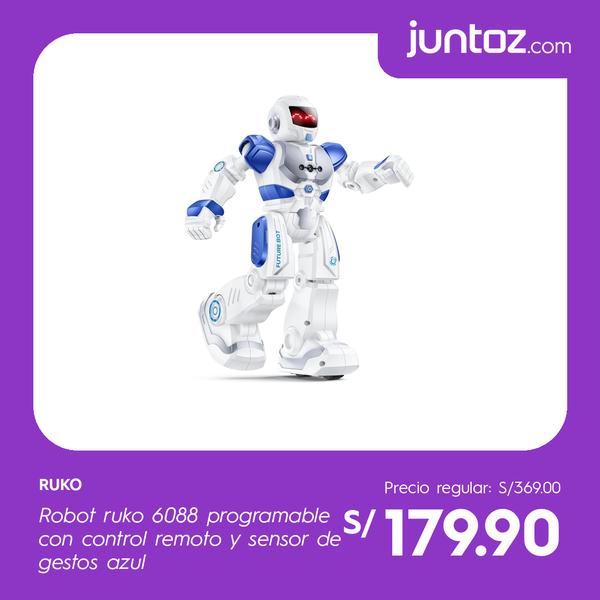 juntoz.com
FUTURE BOT
RUKO
Robot ruko 6088 programable
con control remoto y sensor de
gestos azul
Precio regular: S/369.00
S/ 179.90